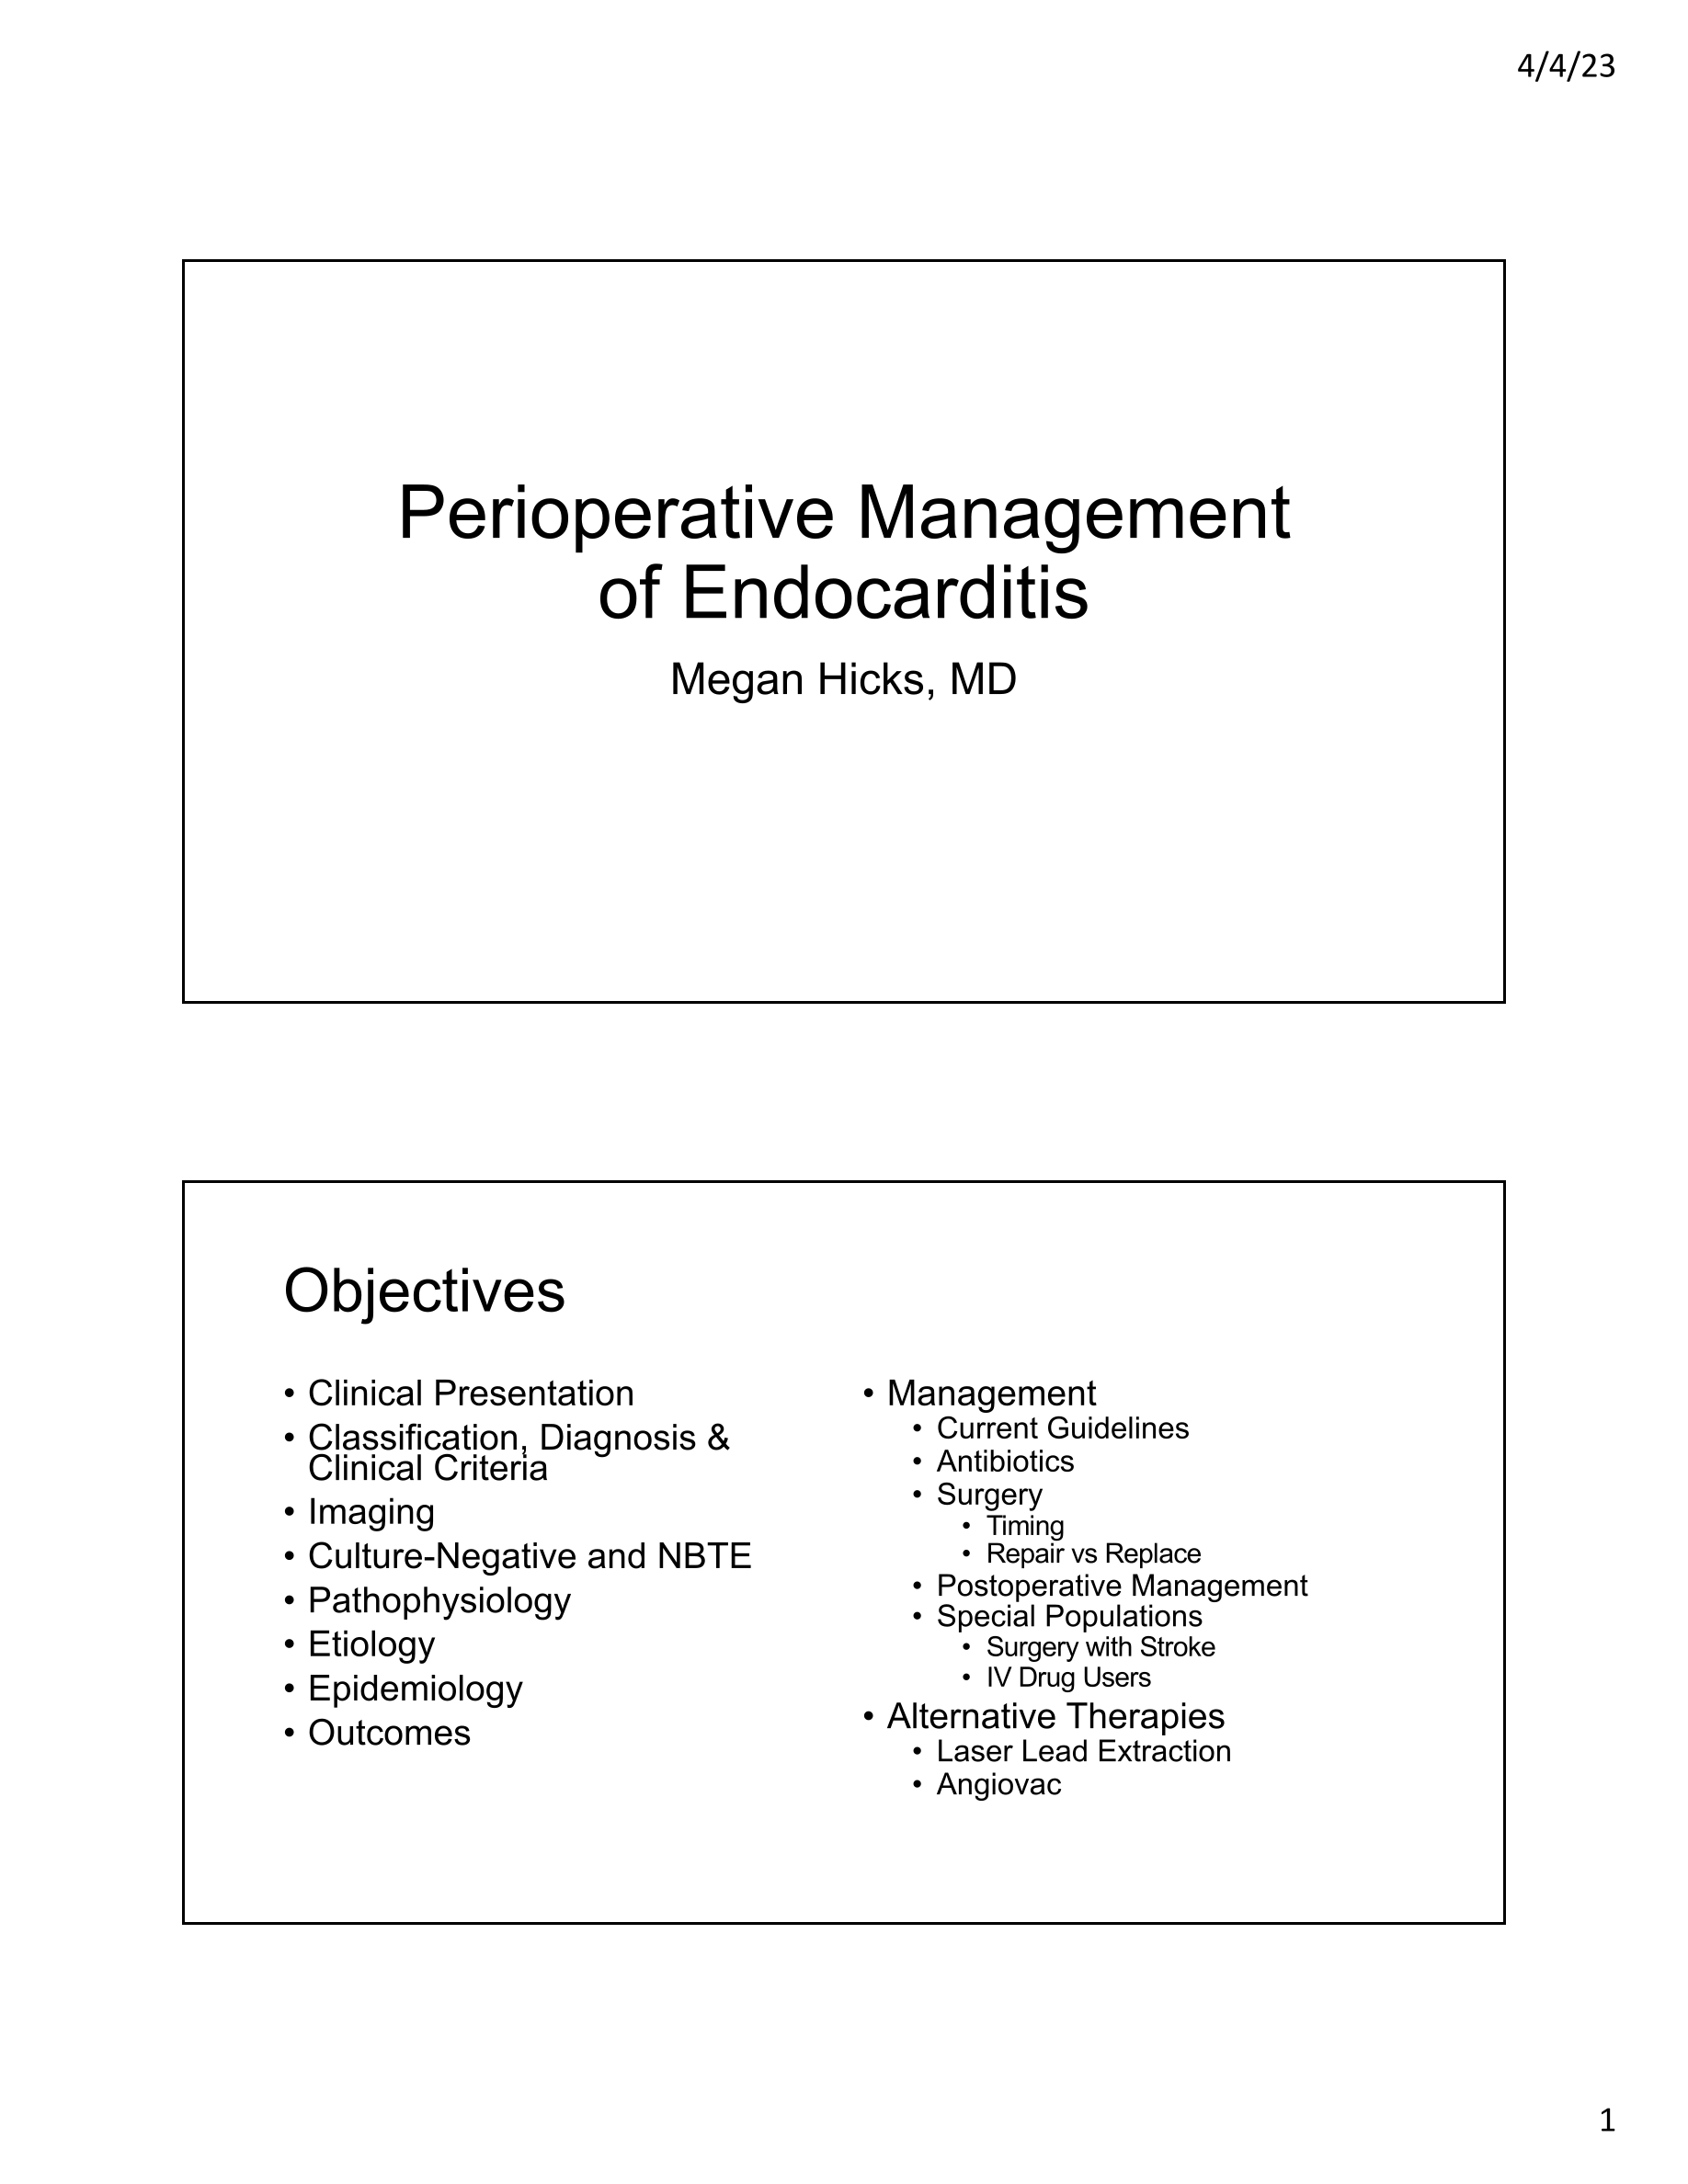 4/4/23
Perioperative Management
of Endocarditis
Megan Hicks, MD
Objectives
• Clinical Presentation
• Classification, Diagnosis &
Clinical Criteria
• Imaging
• Culture-Negative and NBTE
• Pathophysiology
• Etiology
• Epidemiology
• Outcomes
• Management
• Current Guidelines
• Antibiotics
• Surgery
• Timing
• Repair vs Replace
• Postoperative Management
• Special Populations
• Surgery with Stroke
• IV Drug Users
• Alternative Therapies
• Laser Lead Extraction
• Angiovac
1